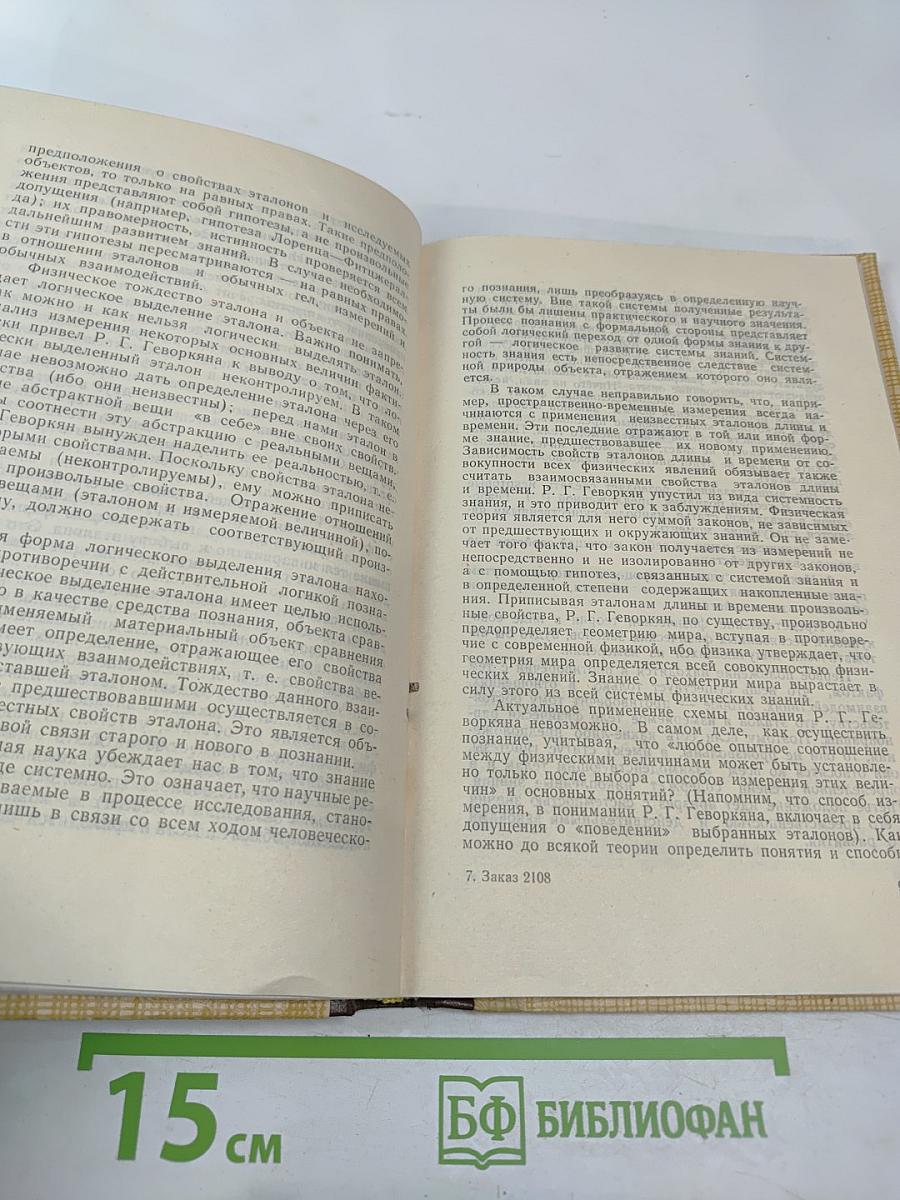 предположения о свойствах эталонов и исследуемых
объектов, то только на равных правах. Такие предполо-
жения представляют собой гипотезы, а не произвольные
допущения (например, гипотеза Лоренца—Фитцжераль-
да); их правомерность, истинность проверяется всем
дальнейшим развитием знаний. В случае необходимо-
сти эти гипотезы пересматриваются — на равных правах
в отношении эталонов и обычных тел, измерений и
обычных взаимодействий.
Физическое тождество эталона и объекта не запре-
щает логическое выделение эталона. Важно понимать,
как можно и как нельзя логически выделять эталон.
анализ измерения некоторых основных величин факти-
чески привел Р. Г. Геворкяна к выводу о том, что ло-
чески выделенный эталон неконтролируем. В таком
чае невозможно дать определение эталона через его
ства (ибо они неизвестны); перед нами эталон в
не абстрактной вещи «в себе» вне своих свойств.
ы соотнести эту абстракцию с реальными вещами,
Геворкян вынужден наделить ее реальностью, т. е.
орыми свойствами. Поскольку свойства эталона не-
аемы (неконтролируемы), ему можно приписать
произвольные свойства. Отражение отношений
вещами (эталоном и измеряемой величиной), по-
у, должно содержать соответствующий произ-
я форма логического выделения эталона нахо-
противоречии с действительной логикой позна-
ческое выделение эталона имеет целью исполь-
о в качестве средства познания, объекта срав-
рименяемый материальный объект сравнения
меет определение, отражающее его свойства
ующих взаимодействиях, т. е. свойства ве-
ставшей эталоном. Тождество данного взаи-
предшествовавшими осуществляется в со-
естных свойств эталона. Это является объ-
вой связи старого и нового в познании.
ная наука убеждает нас в том, что знание
де системно. Это означает, что научные ре-
ваемые в процессе исследования, стано-
лишь в связи со всем ходом человеческо-
го познания, лишь преобразуясь в определенную науч-
ную систему. Вне такой системы полученные результа-
ты были бы лишены практического и научного значения.
Процесс познания с формальной стороны представляет
собой логический переход от одной формы знания к дру-
гой — логическое развитие системы знаний. Систем-
ность знания есть, непосредственное следствие систем-
ной природы объекта, отражением которого оно явля-
ется.
В таком случае неправильно говорить, что, напри-
мер, пространственно-временные измерения всегда на-
чинаются с применения неизвестных эталонов длины и
времени. Эти последние отражают в той или иной фор-
ме знание, предшествовавшее их новому применению.
Зависимость свойств эталонов длины и времени от со-
вокупности всех физических явлений обязывает также
считать взаимосвязанными свойства эталонов длины
и времени. Р. Г. Геворкян упустил из вида системность
знания, и это приводит его к заблуждениям. Физическая
теория является для него суммой законов, не зависимых
от предшествующих и окружающих знаний. Он не заме-
чает того факта, что закон получается из измерений не
непосредственно и не изолированно от других законов,
а с помощью гипотез, связанных с системой знания и
в определенной степени содержащих накопленные зна-
ния. Приписывая эталонам длины и времени произволь-
ные свойства, Р. Г. Геворкян, по существу, произвольно
предопределяет геометрию мира, вступая в противоре-
чие с современной физикой, ибо физика утверждает, что
геометрия мира определяется всей совокупностью физи-
ческих явлений. Знание о геометрии мира вырастает в
силу этого из всей системы физических знаний.
Актуальное применение схемы познания Р. Г. Ге-
воркяна невозможно. В самом деле, как осуществить
познание, учитывая, что «любое опытное соотношение
между физическими величинами может быть установле-
но только после выбора способов измерения этих вели-
чин» и основных понятий? (Напомним, что способ из-
мерения, в понимании Р. Г. Геворкяна, включает в себя
допущения о «поведении» выбранных эталонов). Как
можно до всякой теории определить понятия и способы
7. Заказ 2108
15 см
БФ БИБЛИОФАН